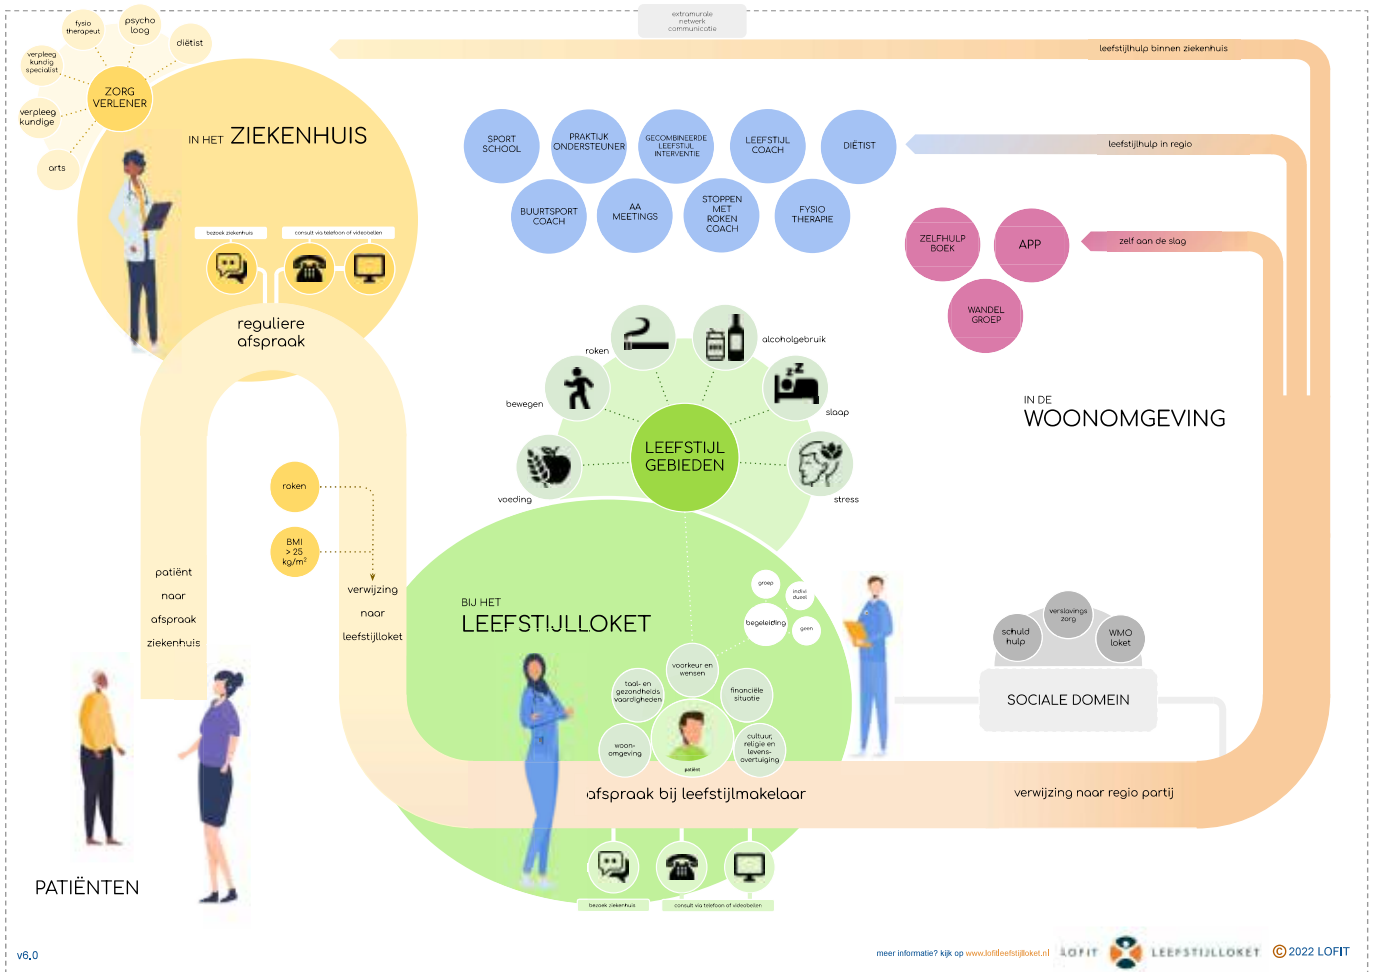 extramurale
netwerk
communicatie
fysio
therapeut
psycho
loog
diëtist
verpleeg
kundig
specialist
verpleeg
kundige
arts
ZORG
VERLENER
IN HET ZIEKENHUIS
bezoek ziekenhuis
consult via telefoon of videobellen
reguliere
afspraak
leefstijlhulp binnen ziekenhuis
SPORT
SCHOOL
PRAKTIJK
ONDERSTEUNER
GECOMBINEERDE
LEEFSTIJL
INTERVENTIE
LEEFSTIJL
COACH
DIËTIST
leefstijlhulp in regio
BUURTSPORT
COACH
AA
MEETINGS
STOPPEN
MET
ROKEN
COACH
FYSIO
THERAPIE
ZELFHULP
BOEK
APP
zelf aan de slag
WANDEL
GROEP
IN DE
WOONOMGEVING
roken
alcoholgebruik
bewegen
slaap
voeding
stress
LEEFSTIJL
GEBIEDEN
roken
BMI
> 25
kg/m²
patiënt
naar
afspraak
ziekenhuis
verwijzing
naar
leefstijlloket
BIJ HET
LEEFSTIJLLOKET
groep
indivi
dueel
begeleiding
geen
voorkeur en
wensen
taal- en
gezondheids
vaardigheden
financiële
situatie
woon-
omgeving
cultuur,
religie en
levens-
overtuiging
patiënt
afspraak bij leefstijlmakelaar
bezoek ziekenhuis
consult via telefoon of videobellen
schuld
hulp
verslavings
zorg
WMO
loket
SOCIALE DOMEIN
verwijzing naar regio partij
PATIËNTEN
v6.0
meer informatie? kijk op www.lofitleefstijlloket.nl
LOFIT LEEFSTIJLLOKET
© 2022 LOFIT